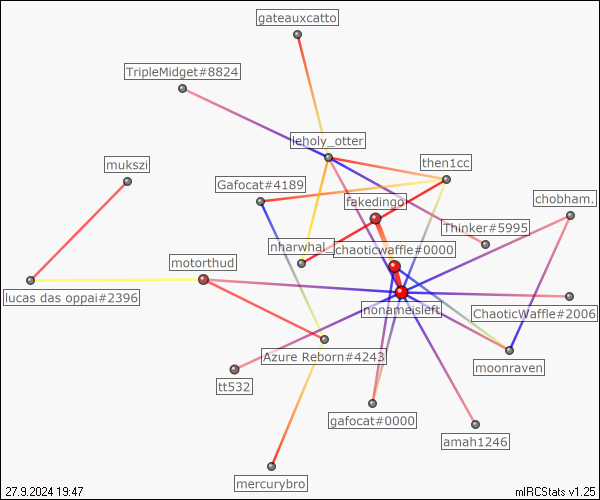 gateauxcatto
TripleMidget#8824
leholy_otter
mukszi
then1cc
Gafocat#4189
chobham.
fakedingo
Thinker#5995
nharwhal_
chaoticwaffle#0000
motorthud
lucas das oppai#2396
nonameisleft
ChaoticWaffle#2006
Azure Reborn#4243
moonraven
tt532
gafocat#0000
amah1246
mercurybro
27.9.2024 19:47
mIRCStats v1.25